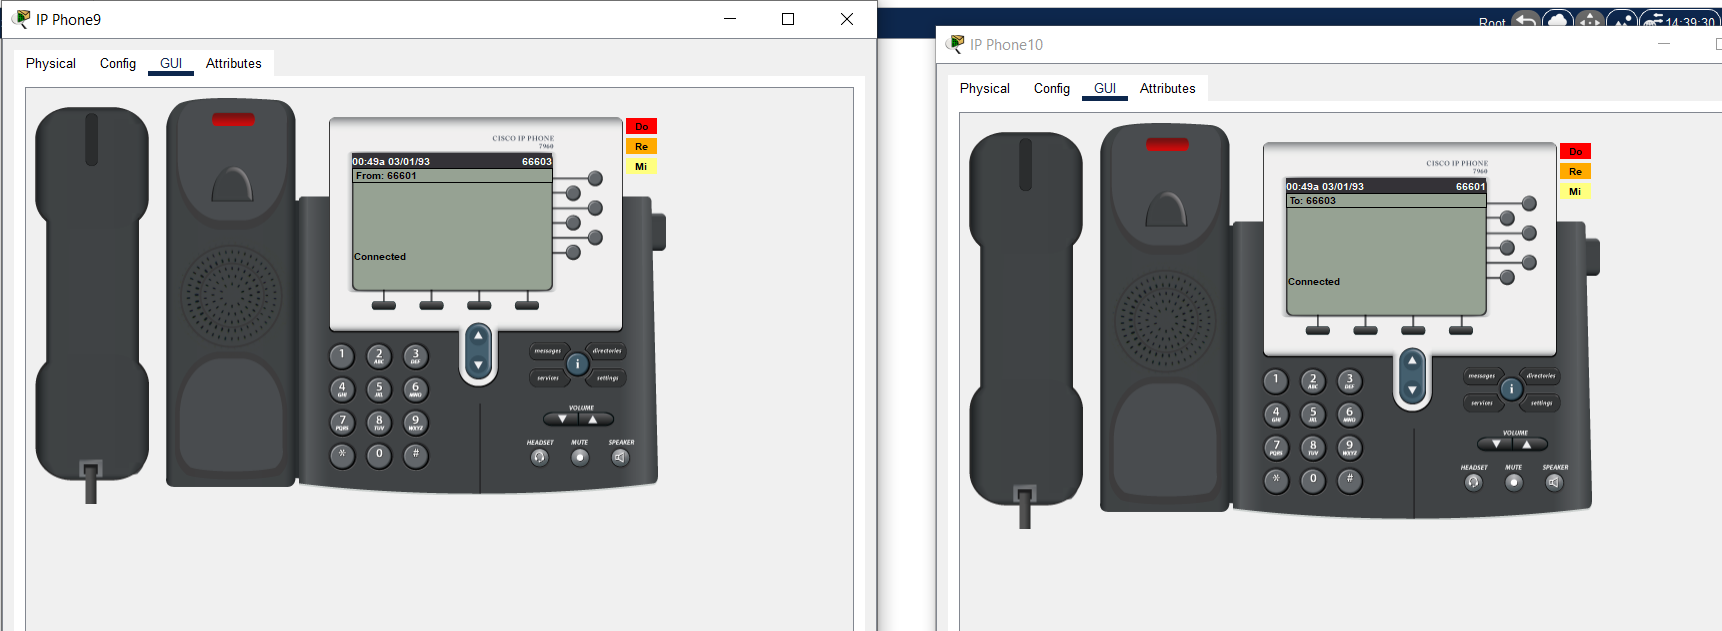 IP Phone9
Physical Config GUI Attributes
CISCO IP PHONE
7960
00:49a 03/01/93 66603
From: 66601
Connected
Do
Re
Mi
1 2 ABC 3 DEF
4 GHI 5 JKL 6 MNO
7 PQRS 8 TUV 9 WXYZ
* 0 #
messages directories
i
services settings
VOLUME
HEADSET MUTE SPEAKER
Root 14:39:30
IP Phone10
Physical Config GUI Attributes
CISCO IP PHONE
7960
00:49a 03/01/93 66601
To: 66603
Connected
Do
Re
Mi
1 2 ABC 3 DEF
4 GHI 5 JKL 6 MNO
7 PQRS 8 TUV 9 WXYZ
* 0 #
messages directories
i
services settings
VOLUME
HEADSET MUTE SPEAKER